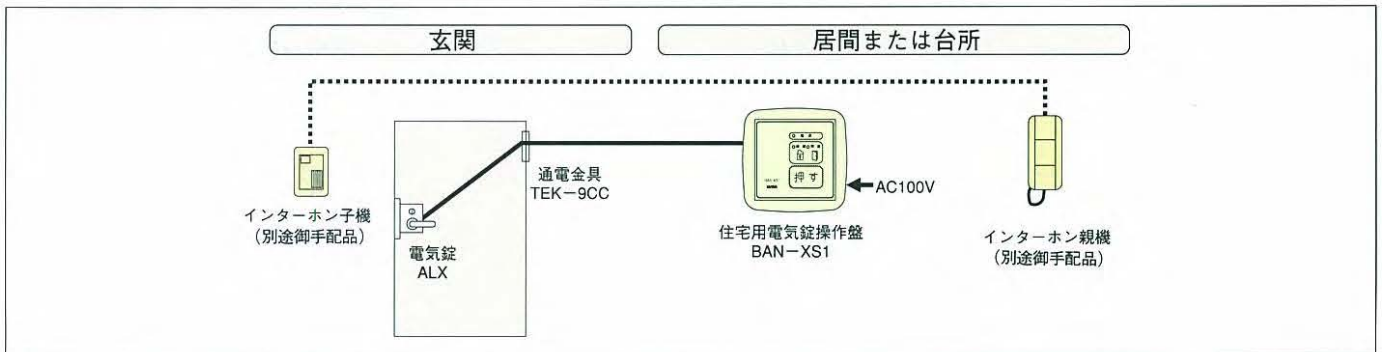 玄関
居間または台所
インターホン子機
（別途御手配品）
電気錠
ALX
通電金具
TEK－9CC
押す
住宅用電気錠操作盤
BAN－XS1
AC100V
インターホン親機
（別途御手配品）